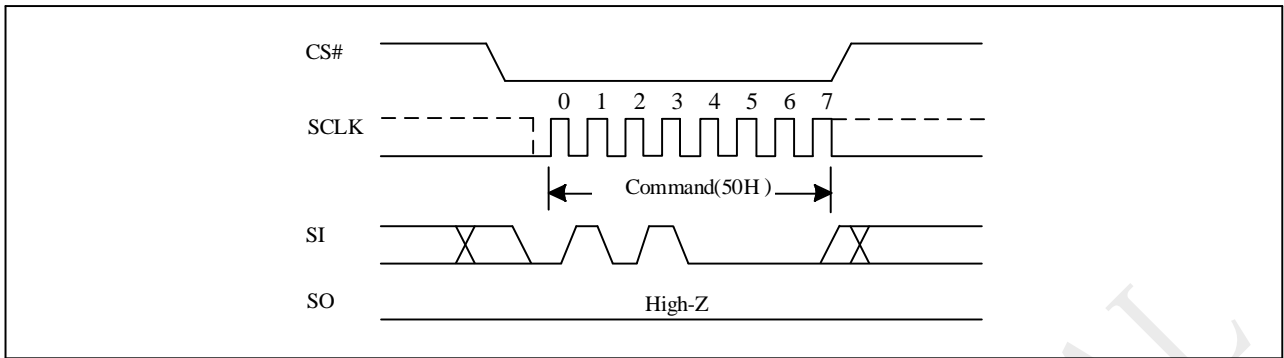 CS#
0 1 2 3 4 5 6 7
SCLK
Command(50H )
SI
SO High-Z